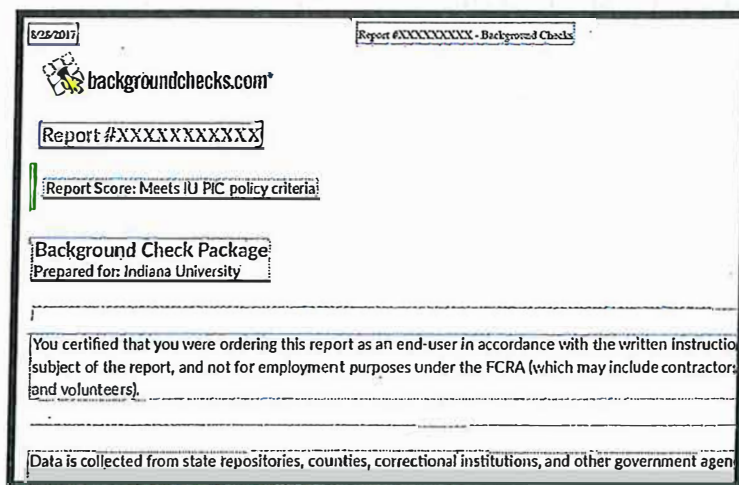 8/25/2017
Report #XXXXXXXXXX - Background Checks
backgroundchecks.com
Report #XXXXXXXXXXX
Report Score: Meets IU PIC policy criteria
Background Check Package
Prepared for: Indiana University
You certified that you were ordering this report as an end-user in accordance with the written instructio
subject of the report, and not for employment purposes under the FCRA (which may include contractor
and volunteers).
Data is collected from state repositories, counties, correctional institutions, and other government agen